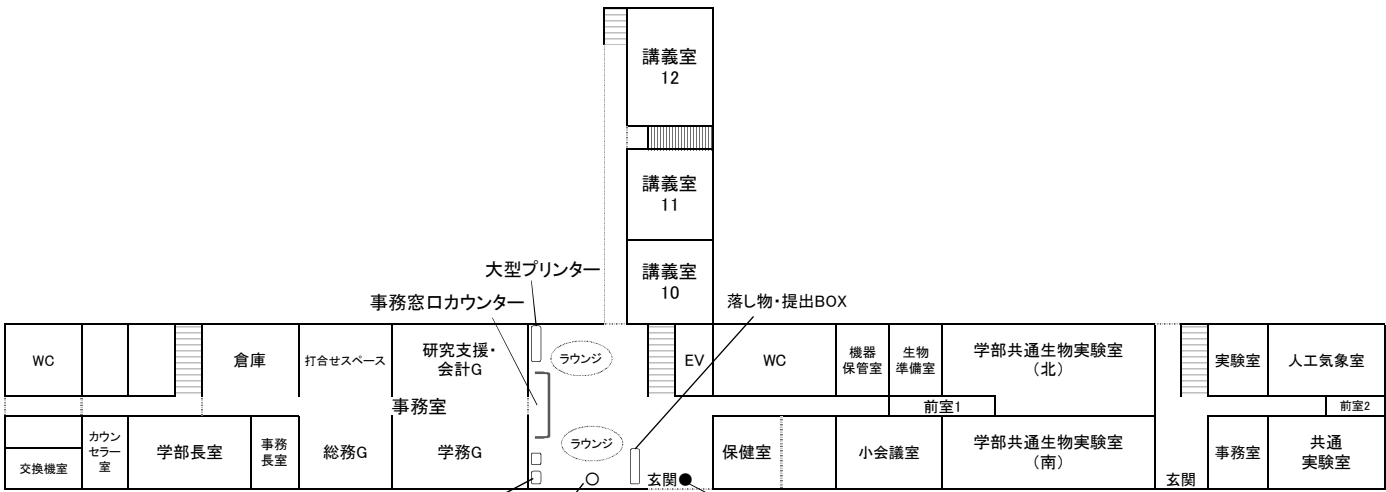 講義室
12
講義室
11
講義室
10
大型プリンター
事務窓口カウンター
落し物・提出BOX
WC
倉庫
打合せスペース
研究支援・
会計G
ラウンジ
EV
WC
機器
保管室
生物
準備室
学部共通生物実験室
(北)
実験室
人工気象室
事務室
前室1
前室2
交換機室
カウン
セラー
室
学部長室
事務
長室
総務G
学務G
ラウンジ
玄関
保健室
小会議室
学部共通生物実験室
(南)
玄関
事務室
共通
実験室